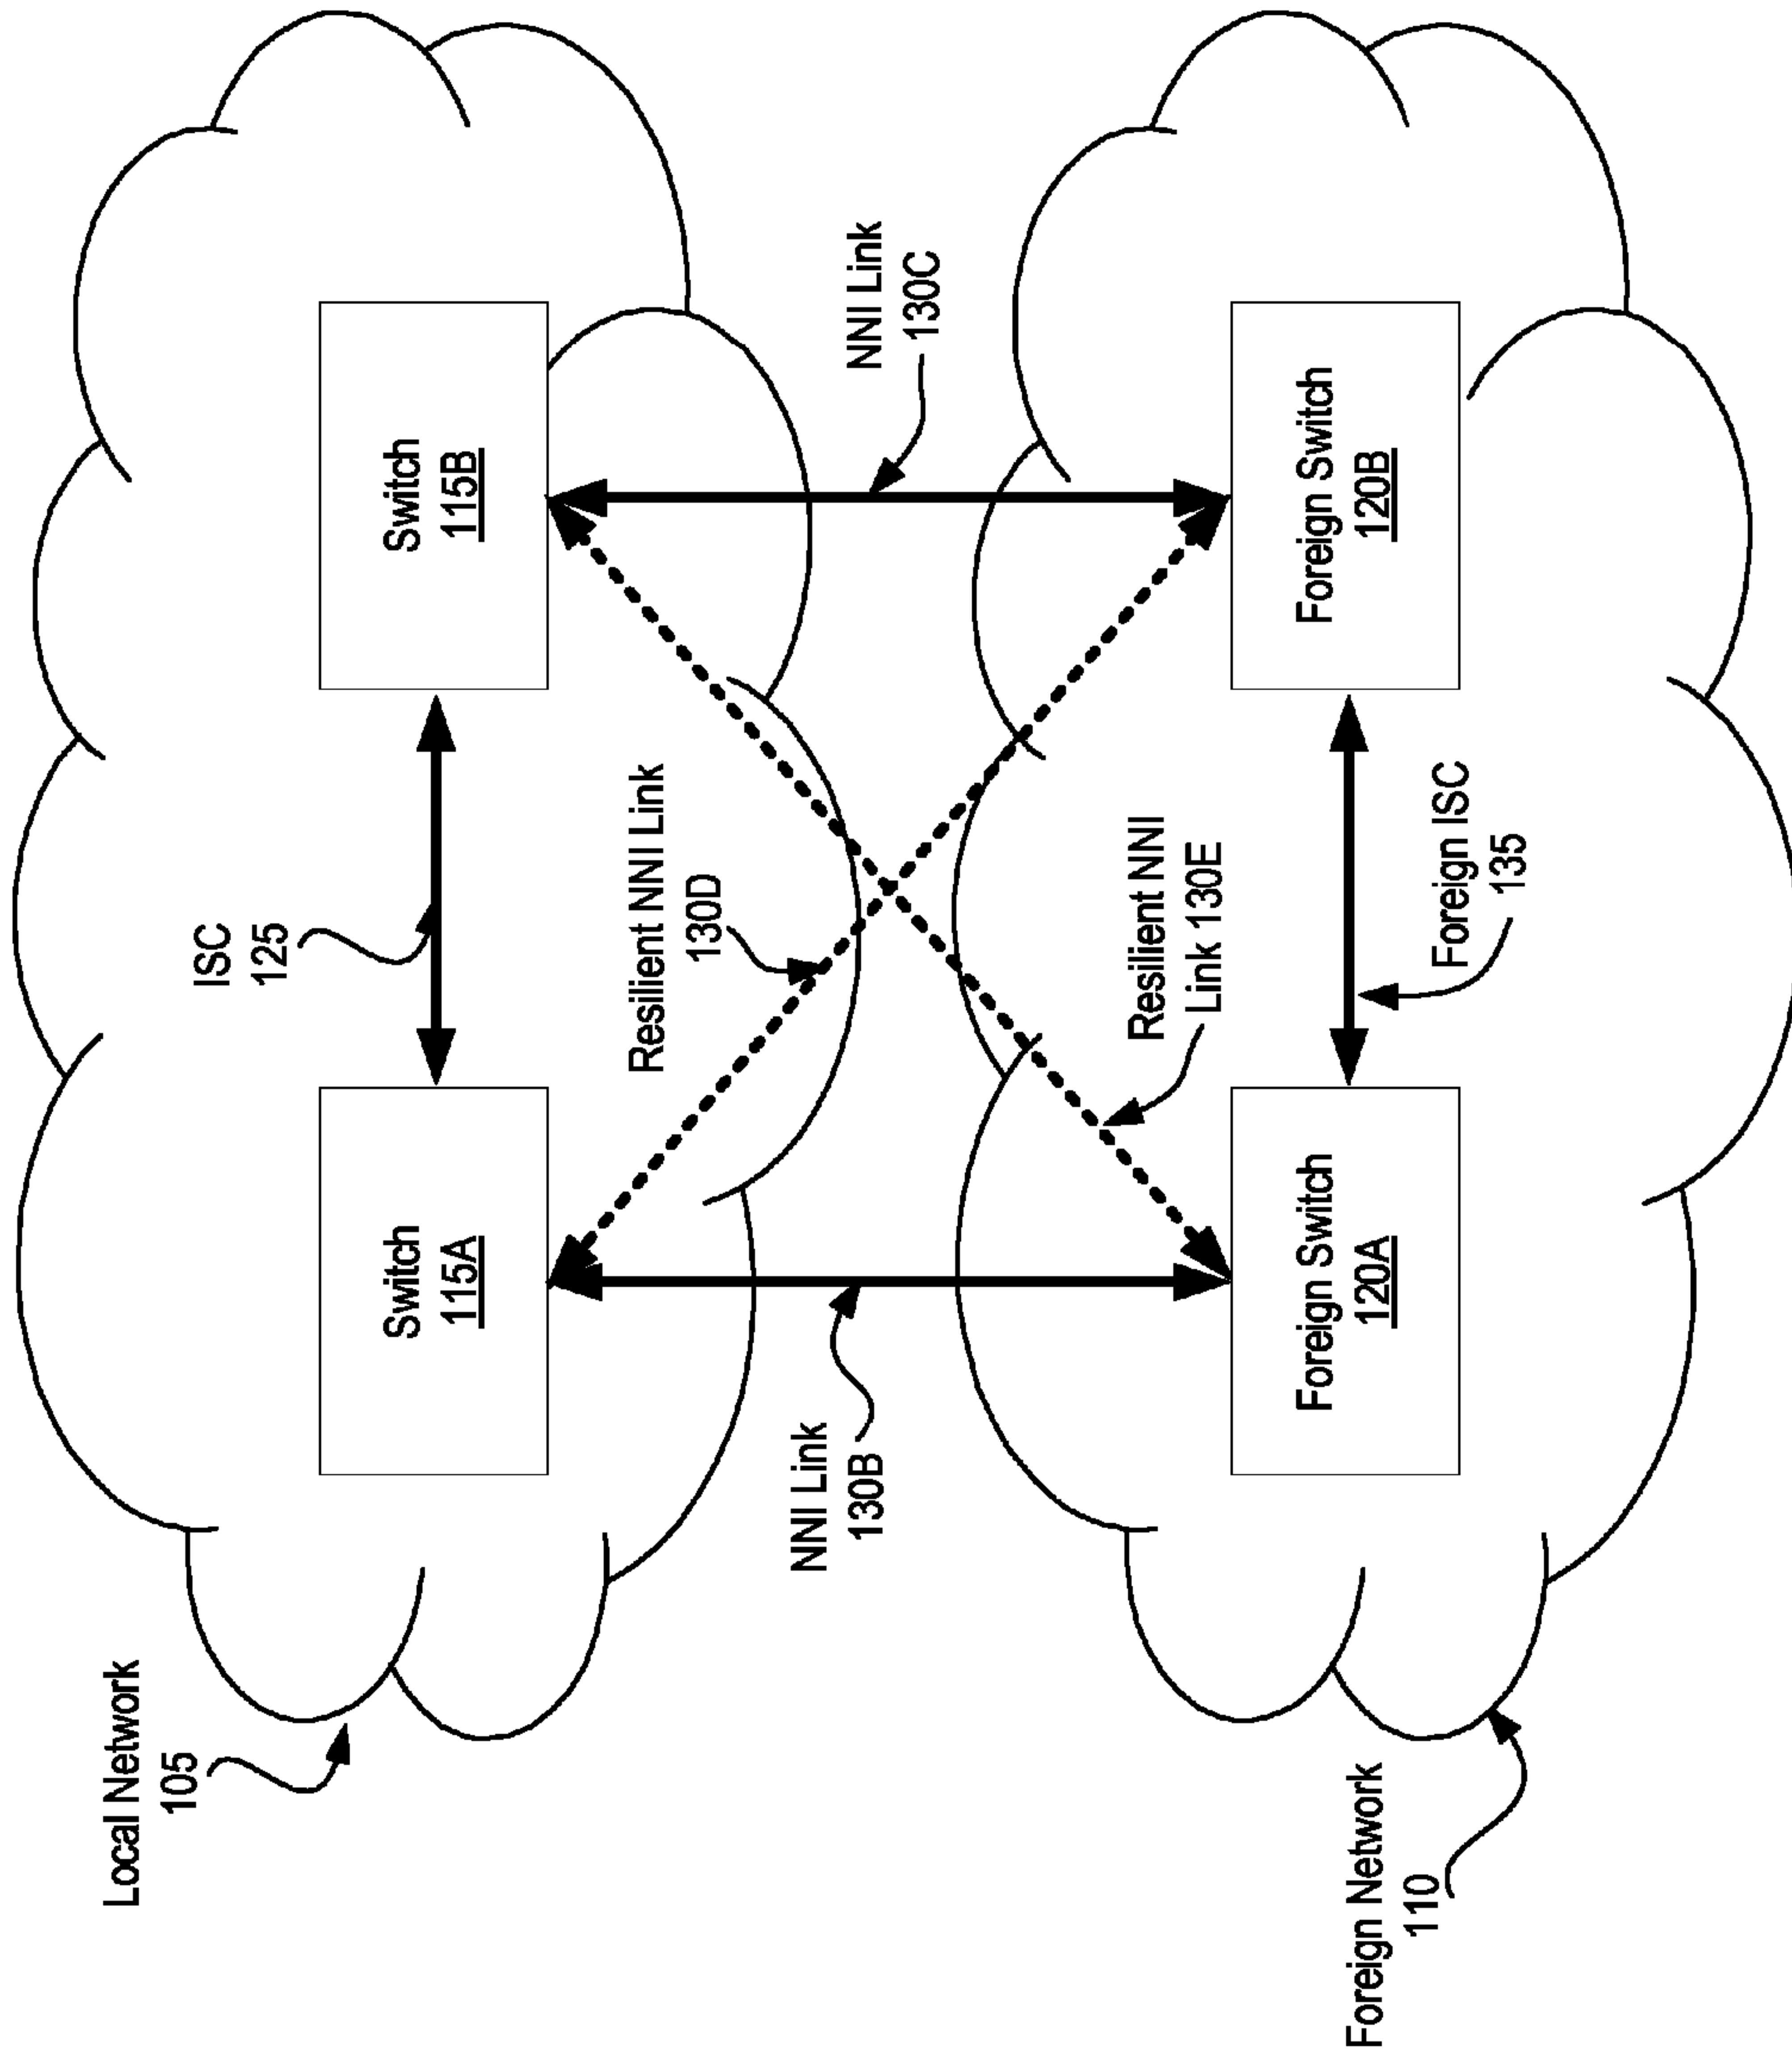 Local Network
105
ISC
125
Switch
115A
Switch
115B
Resilient NNI Link
130D
NNI Link
130B
NNI Link
130C
Resilient NNI
Link 130E
Foreign Switch
120A
Foreign Switch
120B
Foreign ISC
135
Foreign Network
110